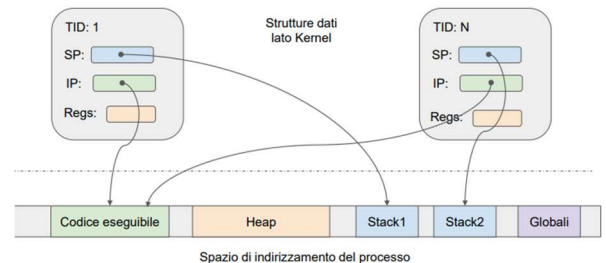 TID: 1
SP:
IP:
Regs:
Strutture dati
lato Kernel
TID: N
SP:
IP:
Regs:
Codice eseguibile
Heap
Stack1
Stack2
Globali
Spazio di indirizzamento del processo